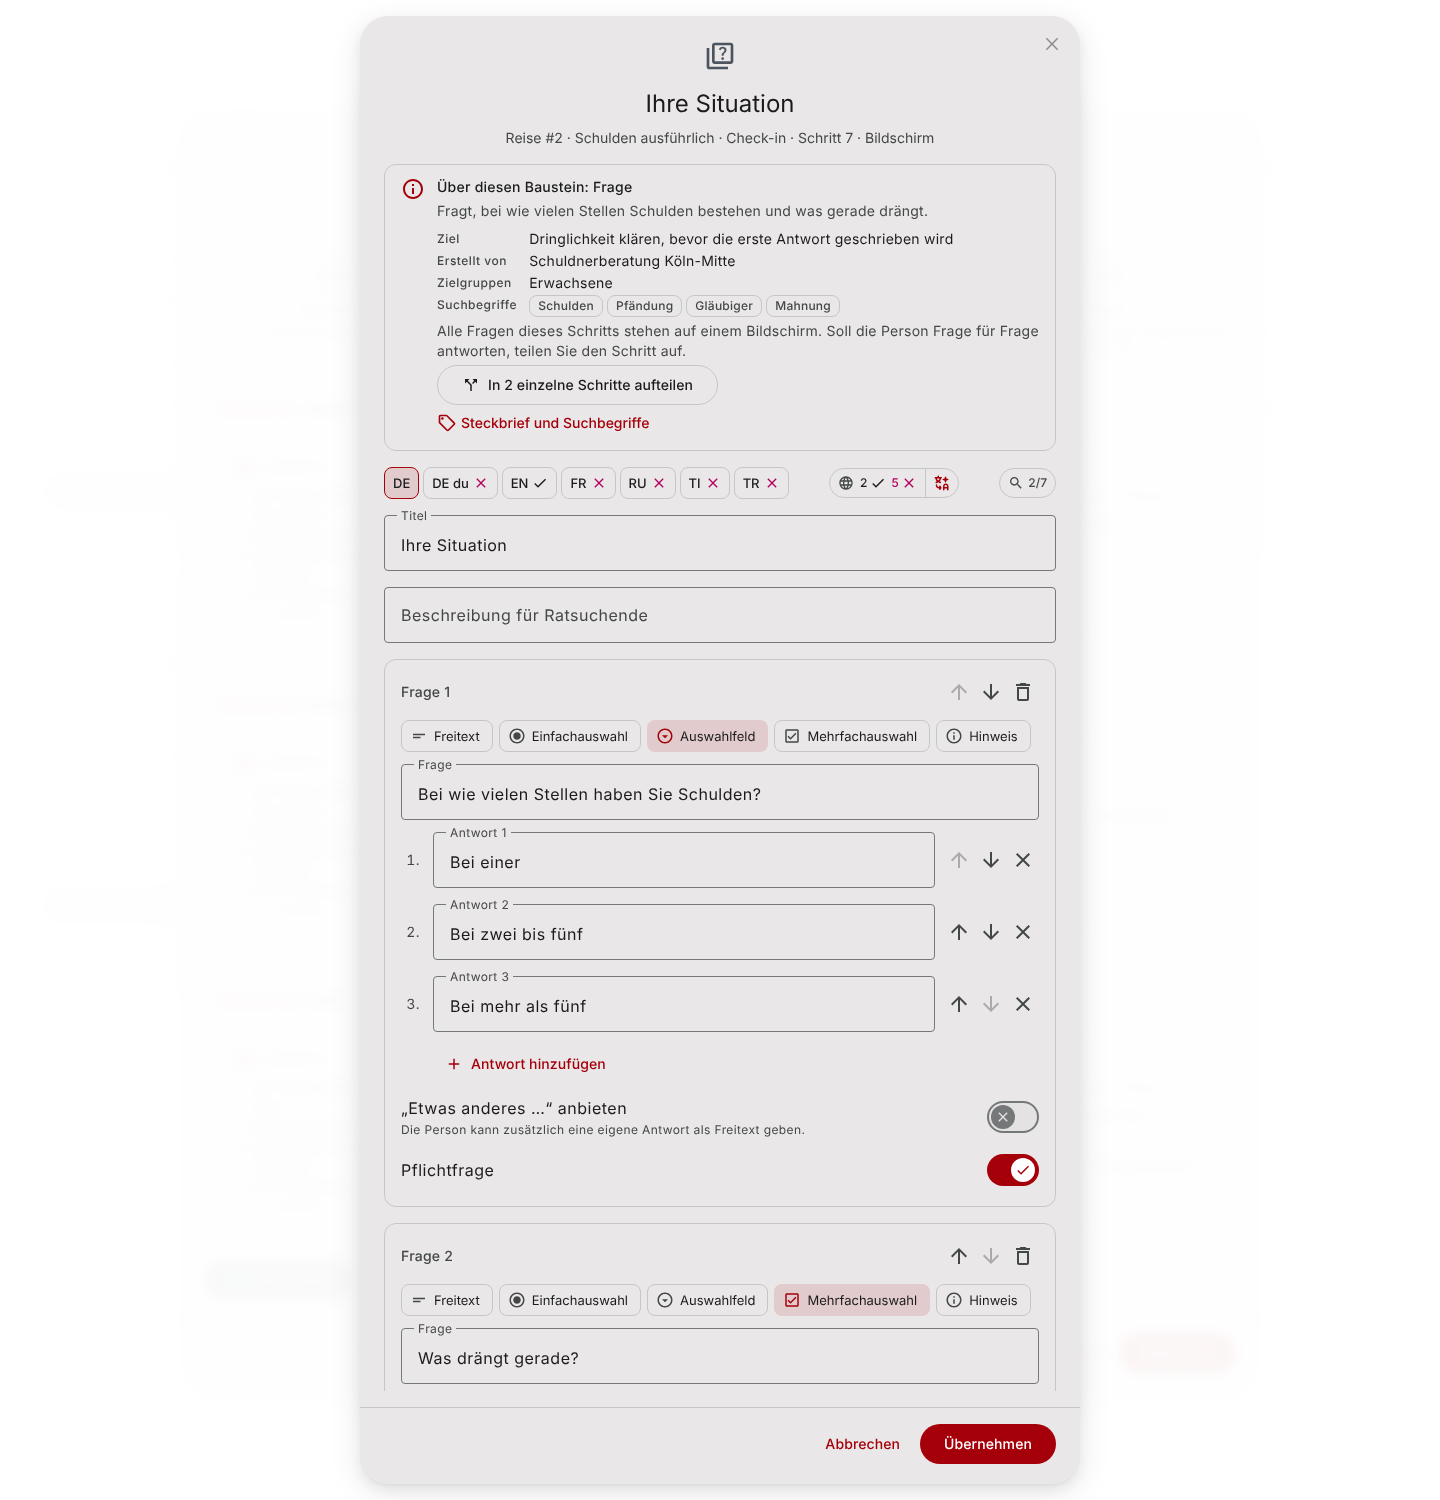 Ihre Situation
Reise #2 · Schulden ausführlich · Check-in · Schritt 7 · Bildschirm
Über diesen Baustein: Frage
Fragt, bei wie vielen Stellen Schulden bestehen und was gerade drängt.
Ziel Dringlichkeit klären, bevor die erste Antwort geschrieben wird
Erstellt von Schuldnerberatung Köln-Mitte
Zielgruppen Erwachsene
Suchbegriffe Schulden Pfändung Gläubiger Mahnung
Alle Fragen dieses Schritts stehen auf einem Bildschirm. Soll die Person Frage für Frage
antworten, teilen Sie den Schritt auf.
In 2 einzelne Schritte aufteilen
Steckbrief und Suchbegriffe
DE DE du EN FR RU TI TR 2 5 2/7
Titel
Ihre Situation
Beschreibung für Ratsuchende
Frage 1
Freitext Einfachauswahl Auswahlfeld Mehrfachauswahl Hinweis
Frage
Bei wie vielen Stellen haben Sie Schulden?
Antwort 1
1. Bei einer
Antwort 2
2. Bei zwei bis fünf
Antwort 3
3. Bei mehr als fünf
Antwort hinzufügen
„Etwas anderes …“ anbieten
Die Person kann zusätzlich eine eigene Antwort als Freitext geben.
Pflichtfrage
Frage 2
Freitext Einfachauswahl Auswahlfeld Mehrfachauswahl Hinweis
Frage
Was drängt gerade?
Abbrechen Übernehmen